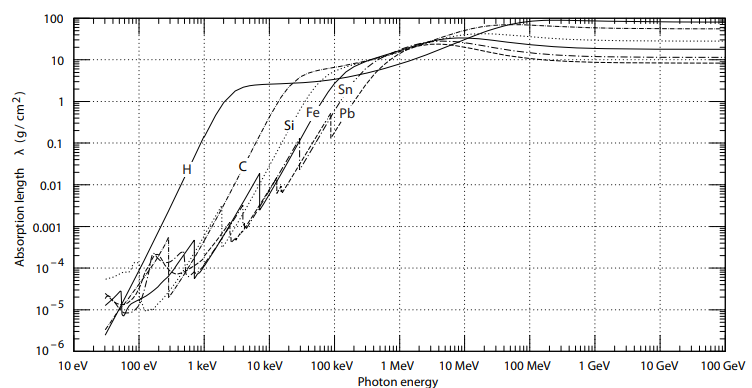 100
10
1
0.1
0.01
0.001
10⁻⁴
10⁻⁵
10⁻⁶
Absorption length λ (g/cm²)
H
C
Si
Fe
Sn
Pb
10 eV 100 eV 1 keV 10 keV 100 keV 1 MeV 10 MeV 100 MeV 1 GeV 10 GeV 100 GeV
Photon energy